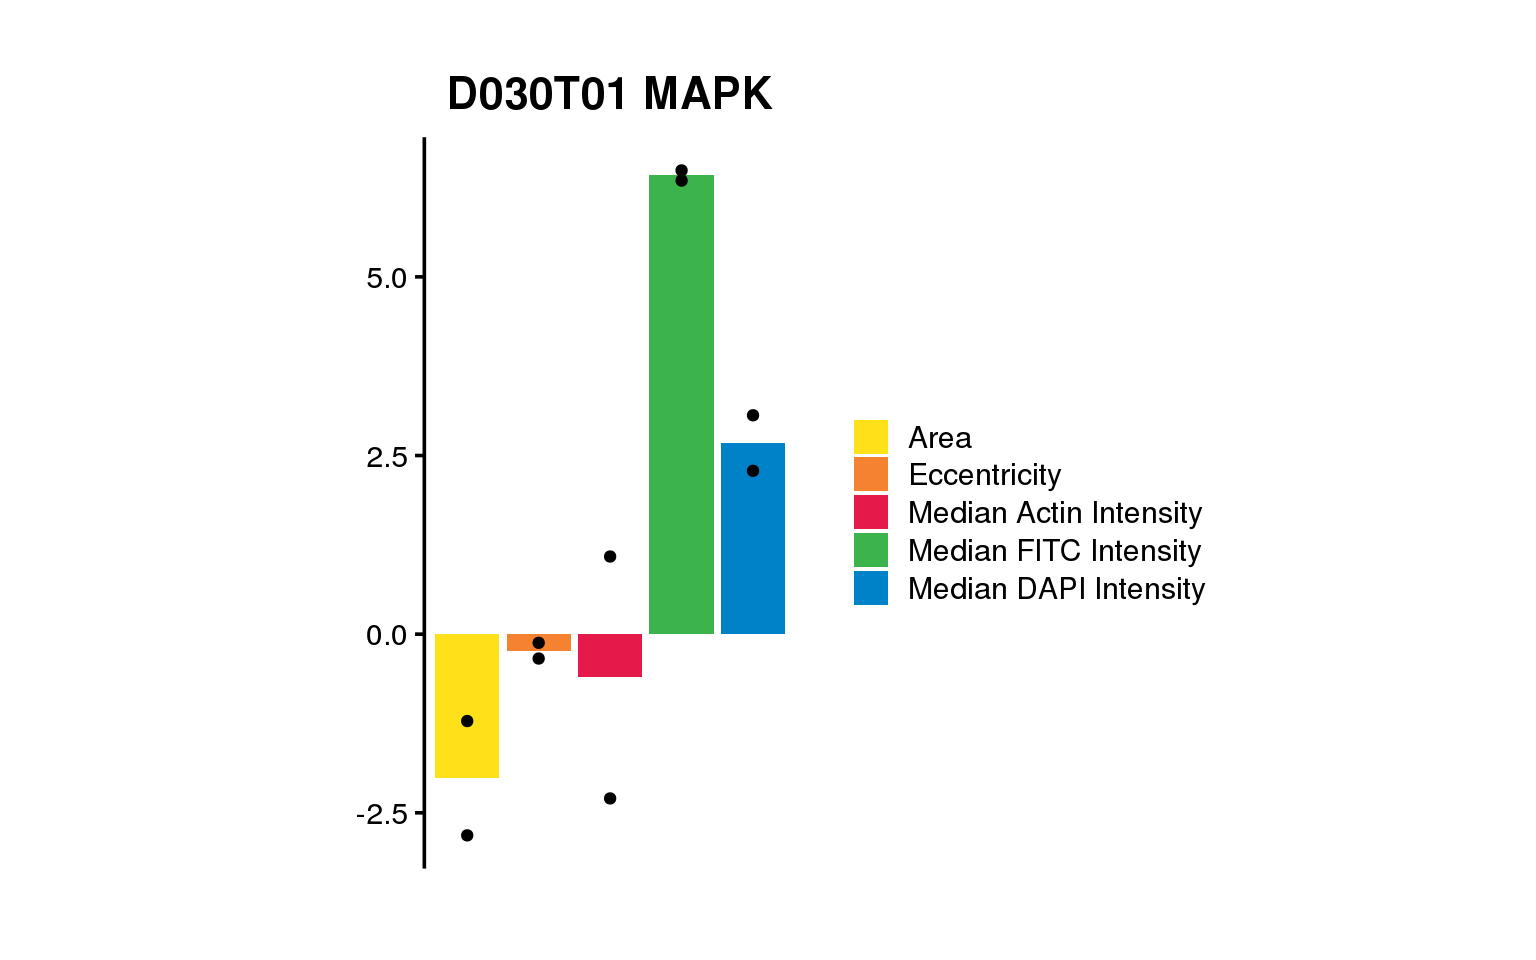 D030T01 MAPK
5.0
2.5
0.0
-2.5
Area
Eccentricity
Median Actin Intensity
Median FITC Intensity
Median DAPI Intensity